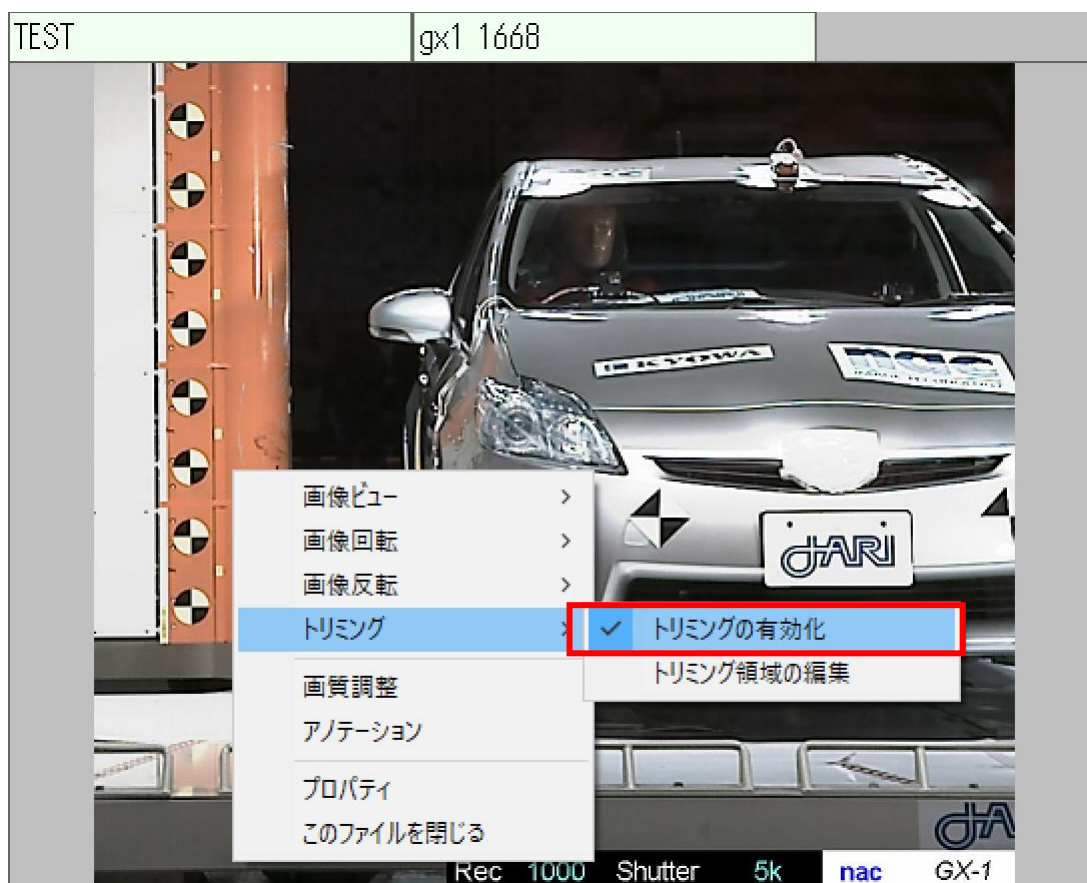 TEST
gx1 1668
KYOWA
nac
JARI
画像ビュー
画像回転
画像反転
トリミング
トリミングの有効化
トリミング領域の編集
画質調整
アノテーション
プロパティ
このファイルを閉じる
Rec 1000 Shutter 5k nac GX-1